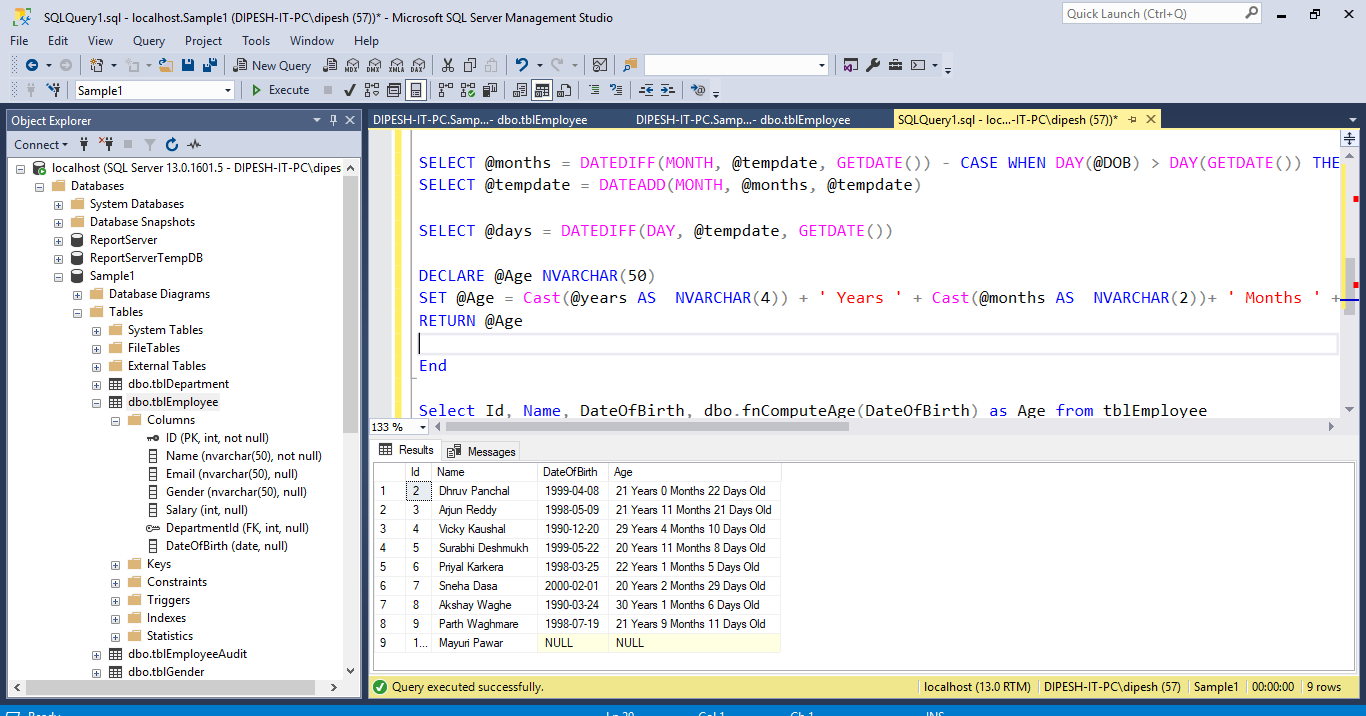 SQLQuery1.sql - localhost.Sample1 (DIPESH-IT-PC\dipesh (57))* - Microsoft SQL Server Management Studio
Quick Launch (Ctrl+Q)
File Edit View Query Project Tools Window Help
New Query MDX DMX XMLA DAX
Sample1 Execute
Object Explorer
Connect
localhost (SQL Server 13.0.1601.5 - DIPESH-IT-PC\dipes
Databases
System Databases
Database Snapshots
ReportServer
ReportServerTempDB
Sample1
Database Diagrams
Tables
System Tables
FileTables
External Tables
dbo.tblDepartment
dbo.tblEmployee
Columns
ID (PK, int, not null)
Name (nvarchar(50), not null)
Email (nvarchar(50), null)
Gender (nvarchar(50), null)
Salary (int, null)
DepartmentId (FK, int, null)
DateOfBirth (date, null)
Keys
Constraints
Triggers
Indexes
Statistics
dbo.tblEmployeeAudit
dbo.tblGender
DIPESH-IT-PC.Samp...- dbo.tblEmployee DIPESH-IT-PC.Samp...- dbo.tblEmployee SQLQuery1.sql - loc...-IT-PC\dipesh (57))*
SELECT @months = DATEDIFF(MONTH, @tempdate, GETDATE()) - CASE WHEN DAY(@DOB) > DAY(GETDATE()) THE
SELECT @tempdate = DATEADD(MONTH, @months, @tempdate)
SELECT @days = DATEDIFF(DAY, @tempdate, GETDATE())
DECLARE @Age NVARCHAR(50)
SET @Age = Cast(@years AS  NVARCHAR(4)) + ' Years ' + Cast(@months AS  NVARCHAR(2))+ ' Months ' +
RETURN @Age
End
Select Id, Name, DateOfBirth, dbo.fnComputeAge(DateOfBirth) as Age from tblEmployee
133 %
Results Messages
Id Name DateOfBirth Age
1 2 Dhruv Panchal 1999-04-08 21 Years 0 Months 22 Days Old
2 3 Arjun Reddy 1998-05-09 21 Years 11 Months 21 Days Old
3 4 Vicky Kaushal 1990-12-20 29 Years 4 Months 10 Days Old
4 5 Surabhi Deshmukh 1999-05-22 20 Years 11 Months 8 Days Old
5 6 Priyal Karkera 1998-03-25 22 Years 1 Months 5 Days Old
6 7 Sneha Dasa 2000-02-01 20 Years 2 Months 29 Days Old
7 8 Akshay Waghe 1990-03-24 30 Years 1 Months 6 Days Old
8 9 Parth Waghmare 1998-07-19 21 Years 9 Months 11 Days Old
9 1... Mayuri Pawar NULL NULL
Query executed successfully. localhost (13.0 RTM) DIPESH-IT-PC\dipesh (57) Sample1 00:00:00 9 rows
Ready Col 1 Ch 1 INS